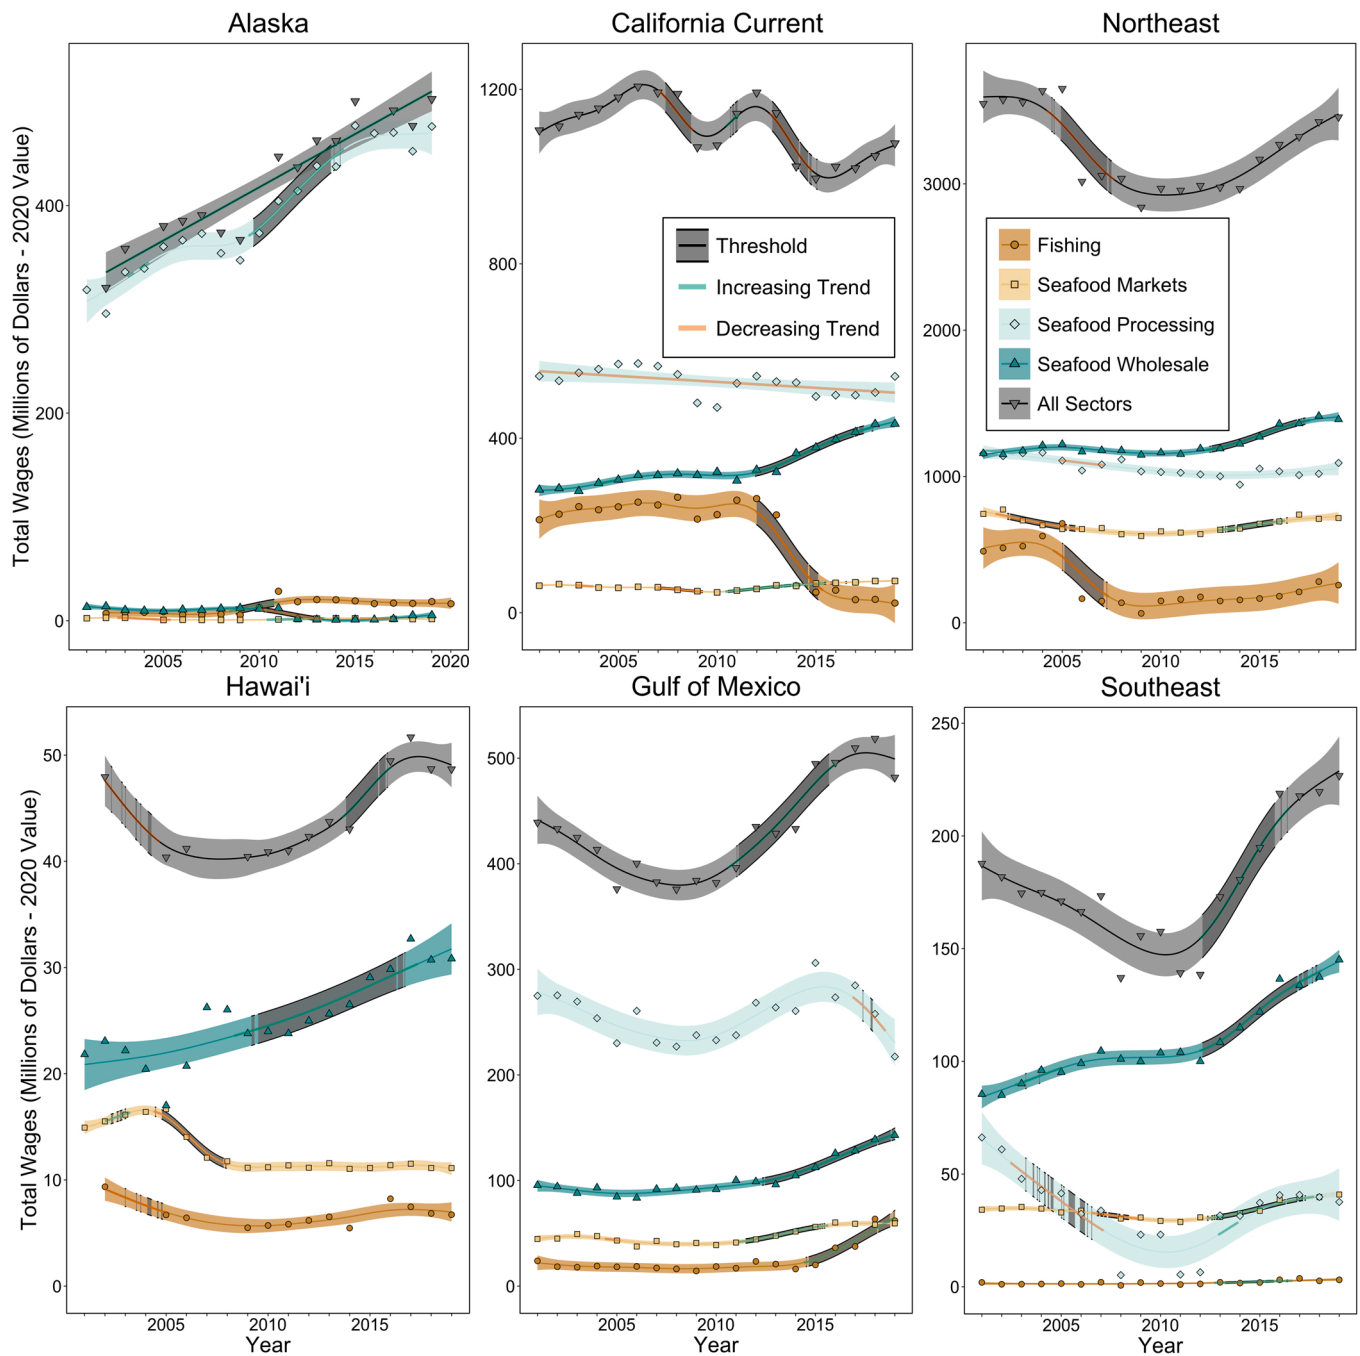 Alaska
California Current
Northeast
Total Wages (Millions of Dollars - 2020 Value)
400
200
0
2005
2010
2015
2020
1200
800
400
0
2005
2010
2015
Threshold
Increasing Trend
Decreasing Trend
3000
2000
1000
0
2005
2010
2015
Fishing
Seafood Markets
Seafood Processing
Seafood Wholesale
All Sectors
Hawai'i
Gulf of Mexico
Southeast
Total Wages (Millions of Dollars - 2020 Value)
50
40
30
20
10
0
2005
2010
2015
Year
500
400
300
200
100
0
2005
2010
2015
Year
250
200
150
100
50
0
2005
2010
2015
Year